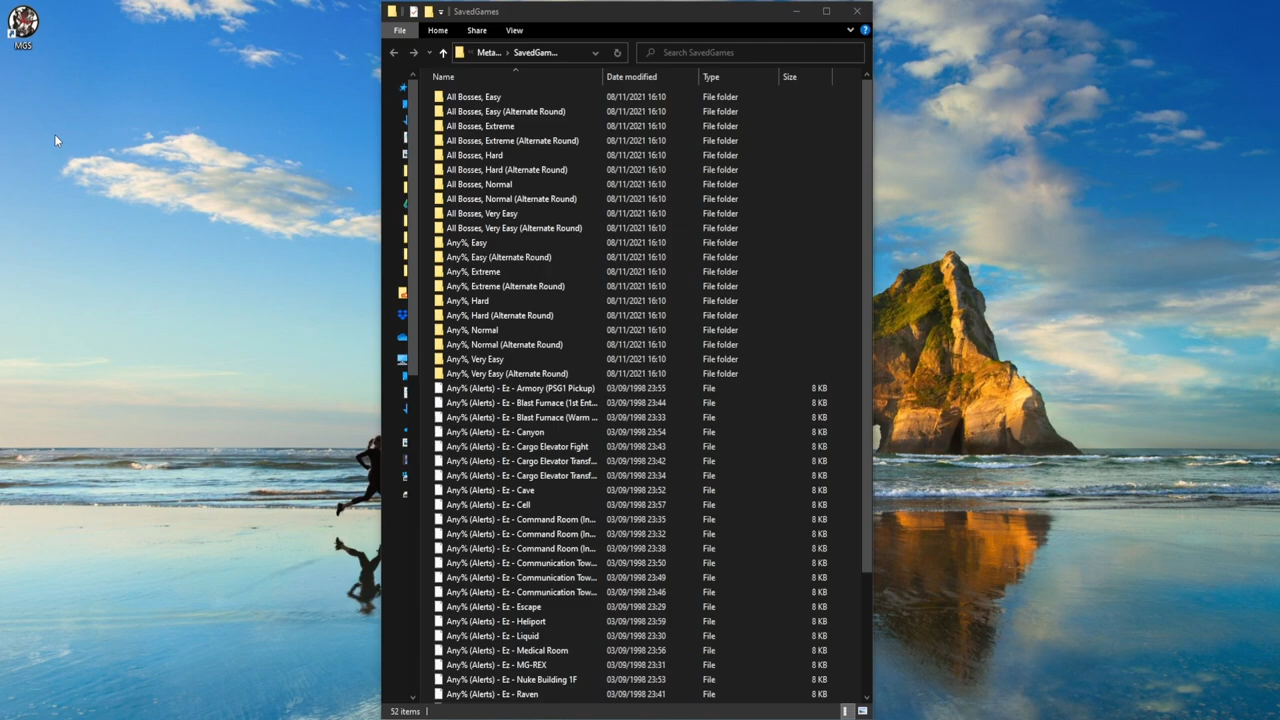 MGS
SavedGames
File Home Share View
Meta... SavedGam... Search SavedGames
Name Date modified Type Size
All Bosses, Easy 08/11/2021 16:10 File folder
All Bosses, Easy (Alternate Round) 08/11/2021 16:10 File folder
All Bosses, Extreme 08/11/2021 16:10 File folder
All Bosses, Extreme (Alternate Round) 08/11/2021 16:10 File folder
All Bosses, Hard 08/11/2021 16:10 File folder
All Bosses, Hard (Alternate Round) 08/11/2021 16:10 File folder
All Bosses, Normal 08/11/2021 16:10 File folder
All Bosses, Normal (Alternate Round) 08/11/2021 16:10 File folder
All Bosses, Very Easy 08/11/2021 16:10 File folder
All Bosses, Very Easy (Alternate Round) 08/11/2021 16:10 File folder
Any%, Easy 08/11/2021 16:10 File folder
Any%, Easy (Alternate Round) 08/11/2021 16:10 File folder
Any%, Extreme 08/11/2021 16:10 File folder
Any%, Extreme (Alternate Round) 08/11/2021 16:10 File folder
Any%, Hard 08/11/2021 16:10 File folder
Any%, Hard (Alternate Round) 08/11/2021 16:10 File folder
Any%, Normal 08/11/2021 16:10 File folder
Any%, Normal (Alternate Round) 08/11/2021 16:10 File folder
Any%, Very Easy 08/11/2021 16:10 File folder
Any%, Very Easy (Alternate Round) 08/11/2021 16:10 File folder
Any% (Alerts) - Ez - Armory (PSG1 Pickup) 03/09/1998 23:55 File 8 KB
Any% (Alerts) - Ez - Blast Furnace (1st Ent... 03/09/1998 23:44 File 8 KB
Any% (Alerts) - Ez - Blast Furnace (Warm ... 03/09/1998 23:33 File 8 KB
Any% (Alerts) - Ez - Canyon 03/09/1998 23:54 File 8 KB
Any% (Alerts) - Ez - Cargo Elevator Fight 03/09/1998 23:43 File 8 KB
Any% (Alerts) - Ez - Cargo Elevator Transf... 03/09/1998 23:42 File 8 KB
Any% (Alerts) - Ez - Cargo Elevator Transf... 03/09/1998 23:34 File 8 KB
Any% (Alerts) - Ez - Cave 03/09/1998 23:52 File 8 KB
Any% (Alerts) - Ez - Cell 03/09/1998 23:57 File 8 KB
Any% (Alerts) - Ez - Command Room (In... 03/09/1998 23:35 File 8 KB
Any% (Alerts) - Ez - Command Room (In... 03/09/1998 23:32 File 8 KB
Any% (Alerts) - Ez - Command Room (In... 03/09/1998 23:38 File 8 KB
Any% (Alerts) - Ez - Communication Tow... 03/09/1998 23:50 File 8 KB
Any% (Alerts) - Ez - Communication Tow... 03/09/1998 23:49 File 8 KB
Any% (Alerts) - Ez - Communication Tow... 03/09/1998 23:46 File 8 KB
Any% (Alerts) - Ez - Escape 03/09/1998 23:29 File 8 KB
Any% (Alerts) - Ez - Heliport 03/09/1998 23:59 File 8 KB
Any% (Alerts) - Ez - Liquid 03/09/1998 23:30 File 8 KB
Any% (Alerts) - Ez - Medical Room 03/09/1998 23:56 File 8 KB
Any% (Alerts) - Ez - MG-REX 03/09/1998 23:31 File 8 KB
Any% (Alerts) - Ez - Nuke Building 1F 03/09/1998 23:53 File 8 KB
Any% (Alerts) - Ez - Raven 03/09/1998 23:41 File 8 KB
52 items